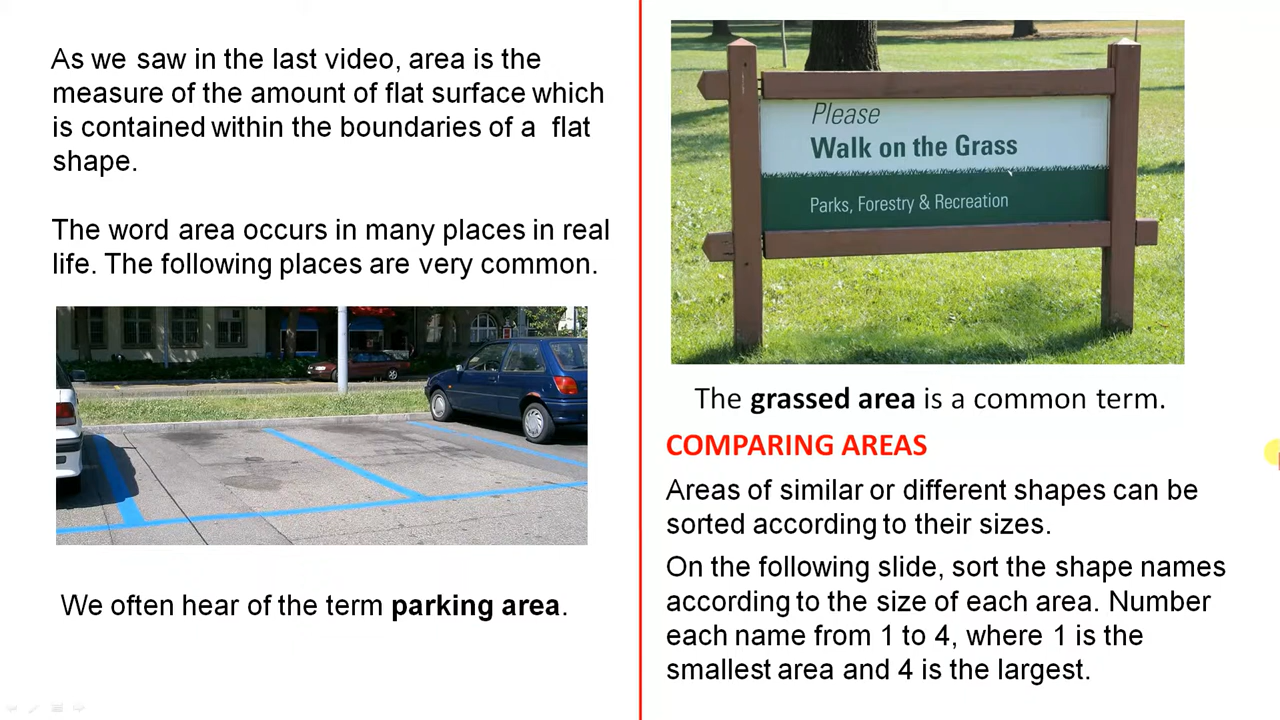 As we saw in the last video, area is the
measure of the amount of flat surface which
is contained within the boundaries of a flat
shape.
The word area occurs in many places in real
life. The following places are very common.
We often hear of the term parking area.
Please
Walk on the Grass
Parks, Forestry & Recreation
The grassed area is a common term.
COMPARING AREAS
Areas of similar or different shapes can be
sorted according to their sizes.
On the following slide, sort the shape names
according to the size of each area. Number
each name from 1 to 4, where 1 is the
smallest area and 4 is the largest.